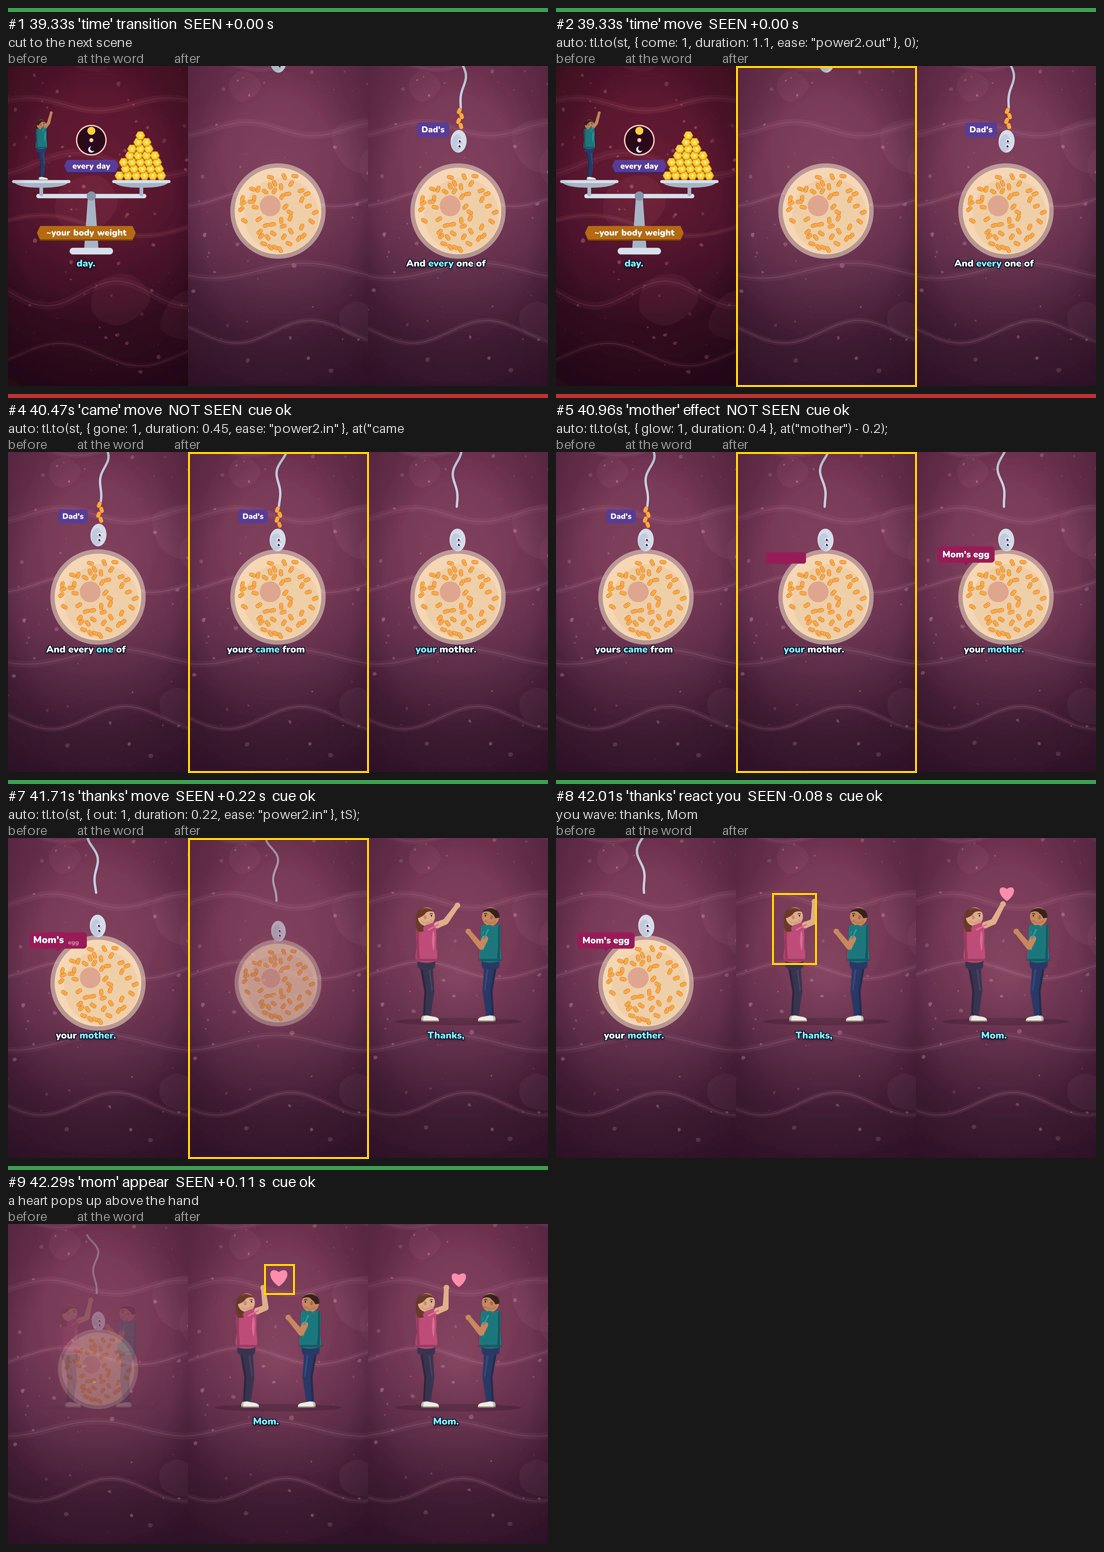 #1 39.33s 'time' transition  SEEN +0.00 s
cut to the next scene
before at the word after
every day
~your body weight
day.
Dad's
And every one of
#2 39.33s 'time' move  SEEN +0.00 s
auto: tl.to(st, { come: 1, duration: 1.1, ease: "power2.out" }, 0);
before at the word after
every day
~your body weight
day.
Dad's
And every one of
#4 40.47s 'came' move  NOT SEEN  cue ok
auto: tl.to(st, { gone: 1, duration: 0.45, ease: "power2.in" }, at("came
before at the word after
Dad's
And every one of
Dad's
yours came from
your mother.
#5 40.96s 'mother' effect  NOT SEEN  cue ok
auto: tl.to(st, { glow: 1, duration: 0.4 }, at("mother") - 0.2);
before at the word after
Dad's
yours came from
your mother.
Mom's egg
your mother.
#7 41.71s 'thanks' move  SEEN +0.22 s  cue ok
auto: tl.to(st, { out: 1, duration: 0.22, ease: "power2.in" }, tS);
before at the word after
Mom's egg
your mother.
Thanks,
#8 42.01s 'thanks' react you  SEEN -0.08 s  cue ok
you wave: thanks, Mom
before at the word after
Mom's egg
your mother.
Thanks,
Mom.
#9 42.29s 'mom' appear  SEEN +0.11 s  cue ok
a heart pops up above the hand
before at the word after
Mom.
Mom.